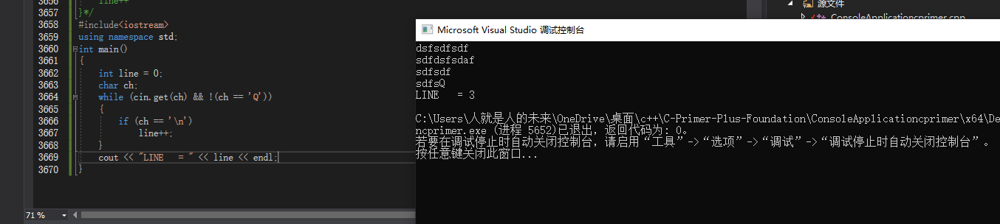 3656 line++
3657 }*/
3658 #include<iostream>
3659 using namespace std;
3660 int main()
3661 {
3662 int line = 0;
3663 char ch;
3664 while (cin.get(ch) && !(ch == 'Q'))
3665 {
3666 if (ch == '\n')
3667 line++;
3668 }
3669 cout << "LINE   = " << line << endl;
3670 }
71 %
源文件
ConsoleApplicationcprimer.cpp
Microsoft Visual Studio 调试控制台
dsfsdfsdf
sdfdsfsdaf
sdfsdf
sdfsQ
LINE   = 3
C:\Users\人就是人的未来\OneDrive\桌面\c++\C-Primer-Plus-Foundation\ConsoleApplicationcprimer\x64\De
ncprimer.exe (进程 5652)已退出，返回代码为: 0。
若要在调试停止时自动关闭控制台，请启用“工具”->“选项”->“调试”->“调试停止时自动关闭控制台”。
按任意键关闭此窗口...